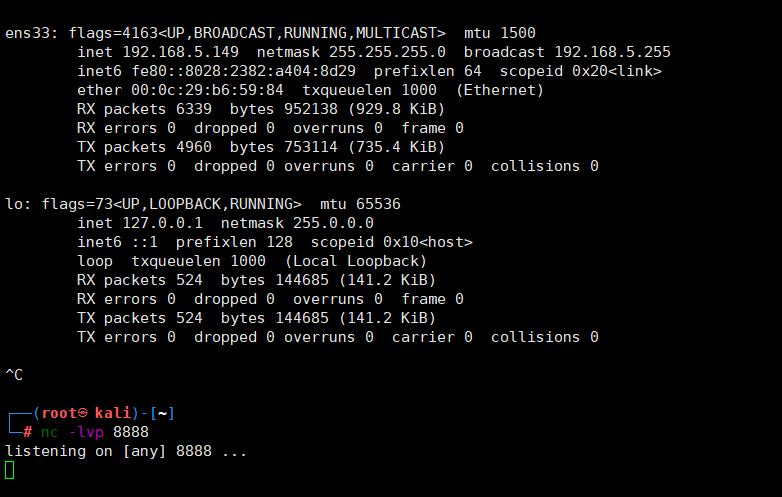 ens33: flags=4163<UP,BROADCAST,RUNNING,MULTICAST>  mtu 1500
        inet 192.168.5.149  netmask 255.255.255.0  broadcast 192.168.5.255
        inet6 fe80::8028:2382:a404:8d29  prefixlen 64  scopeid 0x20<link>
        ether 00:0c:29:b6:59:84  txqueuelen 1000  (Ethernet)
        RX packets 6339  bytes 952138 (929.8 KiB)
        RX errors 0  dropped 0  overruns 0  frame 0
        TX packets 4960  bytes 753114 (735.4 KiB)
        TX errors 0  dropped 0 overruns 0  carrier 0  collisions 0
lo: flags=73<UP,LOOPBACK,RUNNING>  mtu 65536
        inet 127.0.0.1  netmask 255.0.0.0
        inet6 ::1  prefixlen 128  scopeid 0x10<host>
        loop  txqueuelen 1000  (Local Loopback)
        RX packets 524  bytes 144685 (141.2 KiB)
        RX errors 0  dropped 0  overruns 0  frame 0
        TX packets 524  bytes 144685 (141.2 KiB)
        TX errors 0  dropped 0 overruns 0  carrier 0  collisions 0
^C
┌──(root㉿kali)-[~]
└─# nc -lvp 8888
listening on [any] 8888 ...